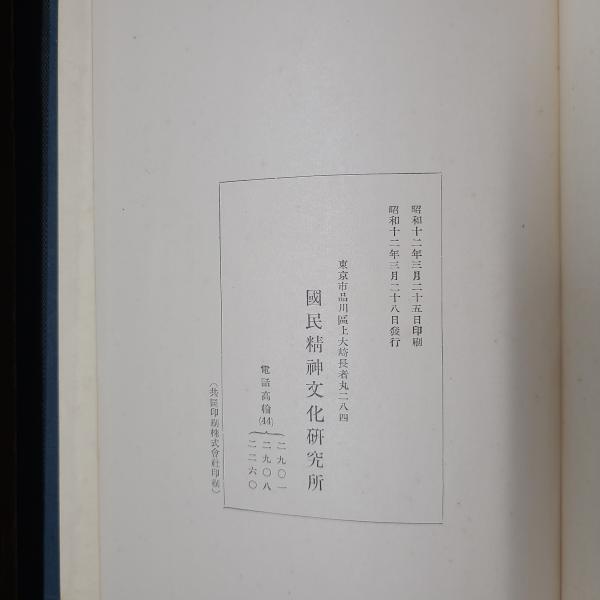 昭和十二年三月二十五日印刷
昭和十二年三月二十八日發行
東京市品川區上大崎長者丸二八四
國民精神文化硏究所
電話高輪(44)
二九〇一
二九〇八
二二六〇
(共同印刷株式會社印刷)